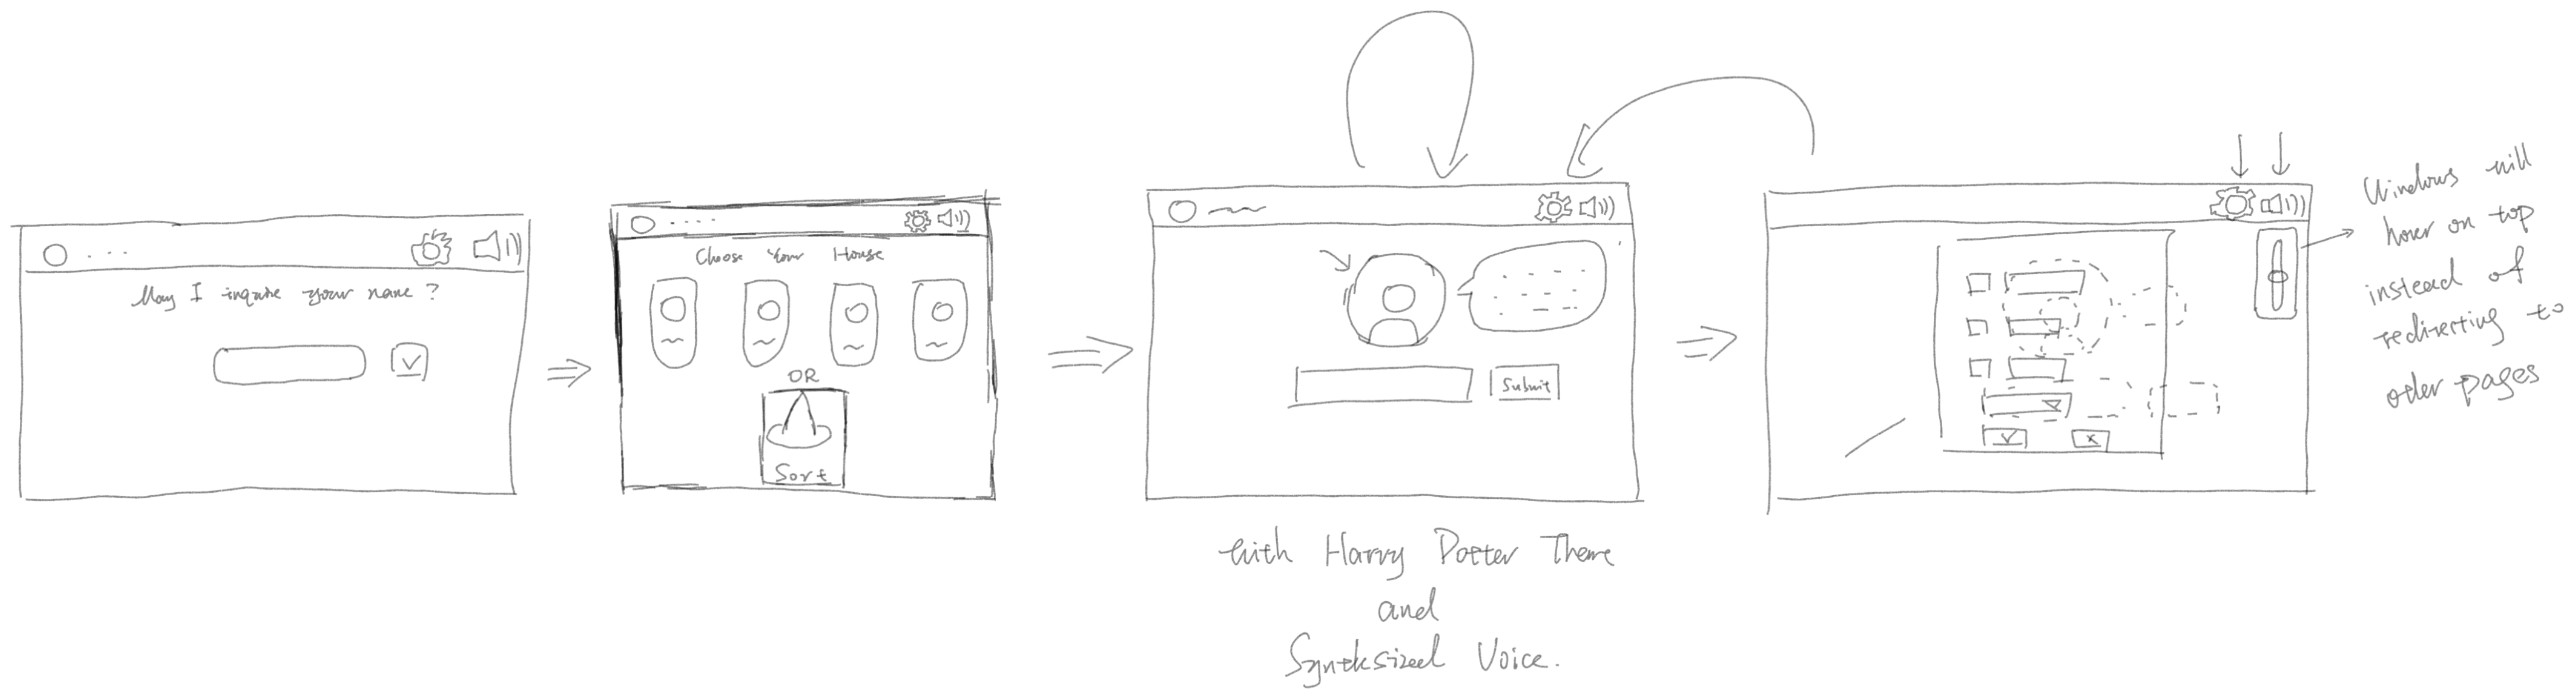 May I inquire your name?
Choose Your House
OR
Sort
Submit
with Harry Potter Theme
and
Synthsized Voice.
Windows will
hover on top
instead of
redirecting to
other pages